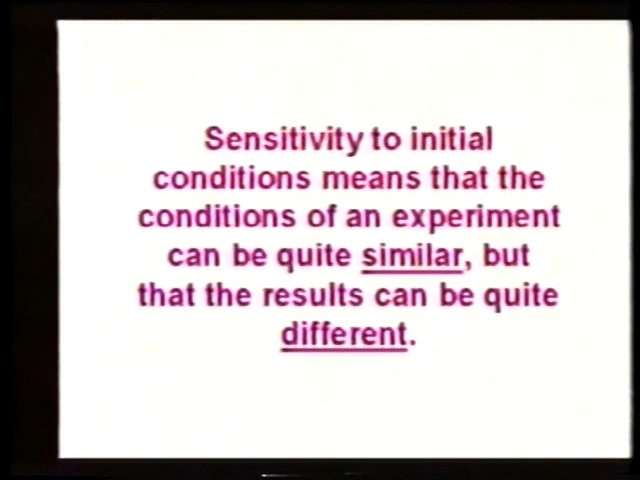 Sensitivity to initial
conditions means that the
conditions of an experiment
can be quite similar, but
that the results can be quite
different.